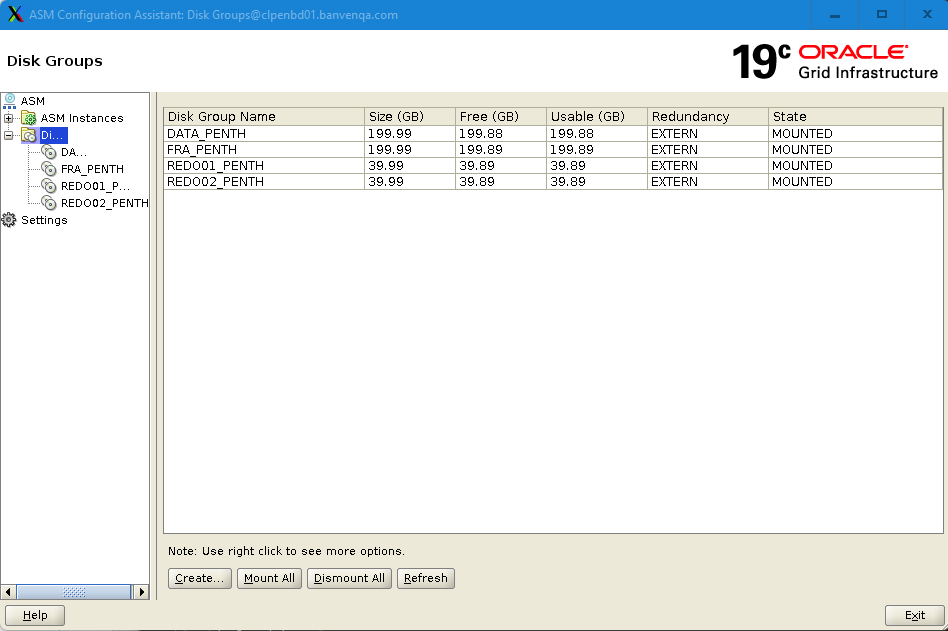 ASM Configuration Assistant: Disk Groups@clpenbd01.banvenqa.com
Disk Groups
19c ORACLE
Grid Infrastructure
ASM
ASM Instances
Di...
DA...
FRA_PENTH
REDO01_P...
REDO02_PENTH
Settings
Disk Group Name Size (GB) Free (GB) Usable (GB) Redundancy State
DATA_PENTH 199.99 199.88 199.88 EXTERN MOUNTED
FRA_PENTH 199.99 199.89 199.89 EXTERN MOUNTED
REDO01_PENTH 39.99 39.89 39.89 EXTERN MOUNTED
REDO02_PENTH 39.99 39.89 39.89 EXTERN MOUNTED
Note: Use right click to see more options.
Create... Mount All Dismount All Refresh
Help Exit